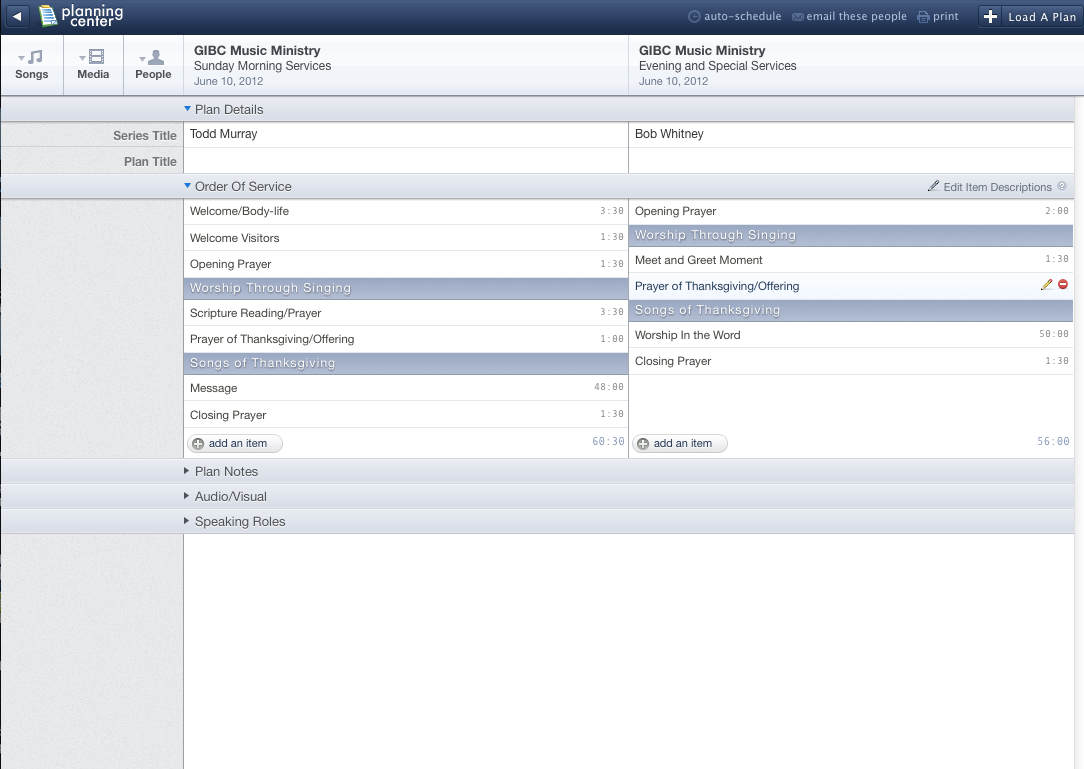 planning center
auto-schedule email these people print Load A Plan
Songs Media People
GIBC Music Ministry
Sunday Morning Services
June 10, 2012
GIBC Music Ministry
Evening and Special Services
June 10, 2012
Plan Details
Series Title Todd Murray Bob Whitney
Plan Title
Order Of Service Edit Item Descriptions ?
Welcome/Body-life 3:30
Welcome Visitors 1:30
Opening Prayer 1:30
Worship Through Singing
Scripture Reading/Prayer 3:30
Prayer of Thanksgiving/Offering 1:00
Songs of Thanksgiving
Message 48:00
Closing Prayer 1:30
add an item 60:30
Opening Prayer 2:00
Worship Through Singing
Meet and Greet Moment 1:30
Prayer of Thanksgiving/Offering
Songs of Thanksgiving
Worship In the Word 50:00
Closing Prayer 1:30
add an item 56:00
Plan Notes
Audio/Visual
Speaking Roles